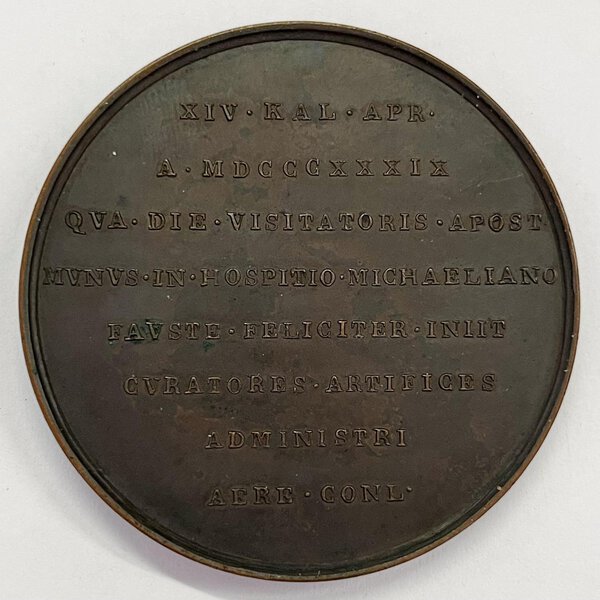 XIV · KAL · APR ·
A · MDCCCXXXIX
QVA · DIE · VISITATORIS · APOST
MVNVS · IN · HOSPITIO · MICHAELIANO
FAVSTE · FELICITER · INIIT
CVRATORES · ARTIFICES
ADMINISTRI
AERE · CONL ·